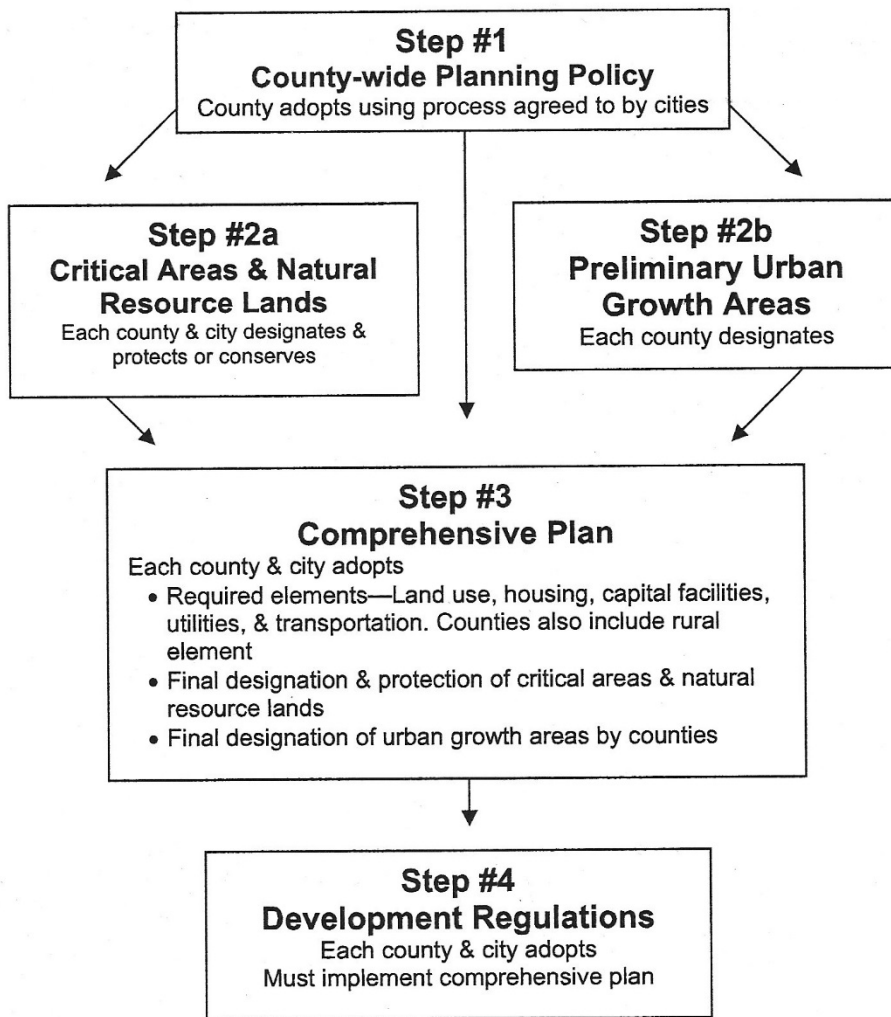 Step #1
County-wide Planning Policy
County adopts using process agreed to by cities
Step #2a
Critical Areas & Natural
Resource Lands
Each county & city designates &
protects or conserves
Step #2b
Preliminary Urban
Growth Areas
Each county designates
Step #3
Comprehensive Plan
Each county & city adopts
• Required elements—Land use, housing, capital facilities,
utilities, & transportation. Counties also include rural
element
• Final designation & protection of critical areas & natural
resource lands
• Final designation of urban growth areas by counties
Step #4
Development Regulations
Each county & city adopts
Must implement comprehensive plan